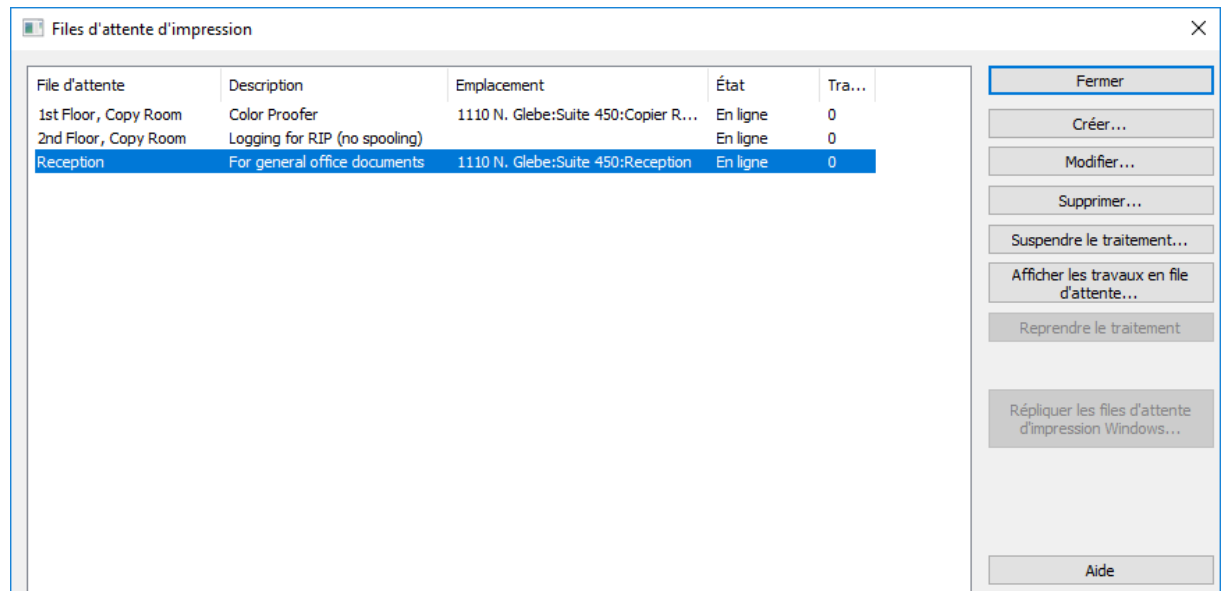 Files d'attente d'impression
File d'attente Description Emplacement État Tra...
1st Floor, Copy Room Color Proofer 1110 N. Glebe:Suite 450:Copier R... En ligne 0
2nd Floor, Copy Room Logging for RIP (no spooling) En ligne 0
Reception For general office documents 1110 N. Glebe:Suite 450:Reception En ligne 0
Fermer
Créer...
Modifier...
Supprimer...
Suspendre le traitement...
Afficher les travaux en file
d'attente...
Reprendre le traitement
Répliquer les files d'attente
d'impression Windows...
Aide